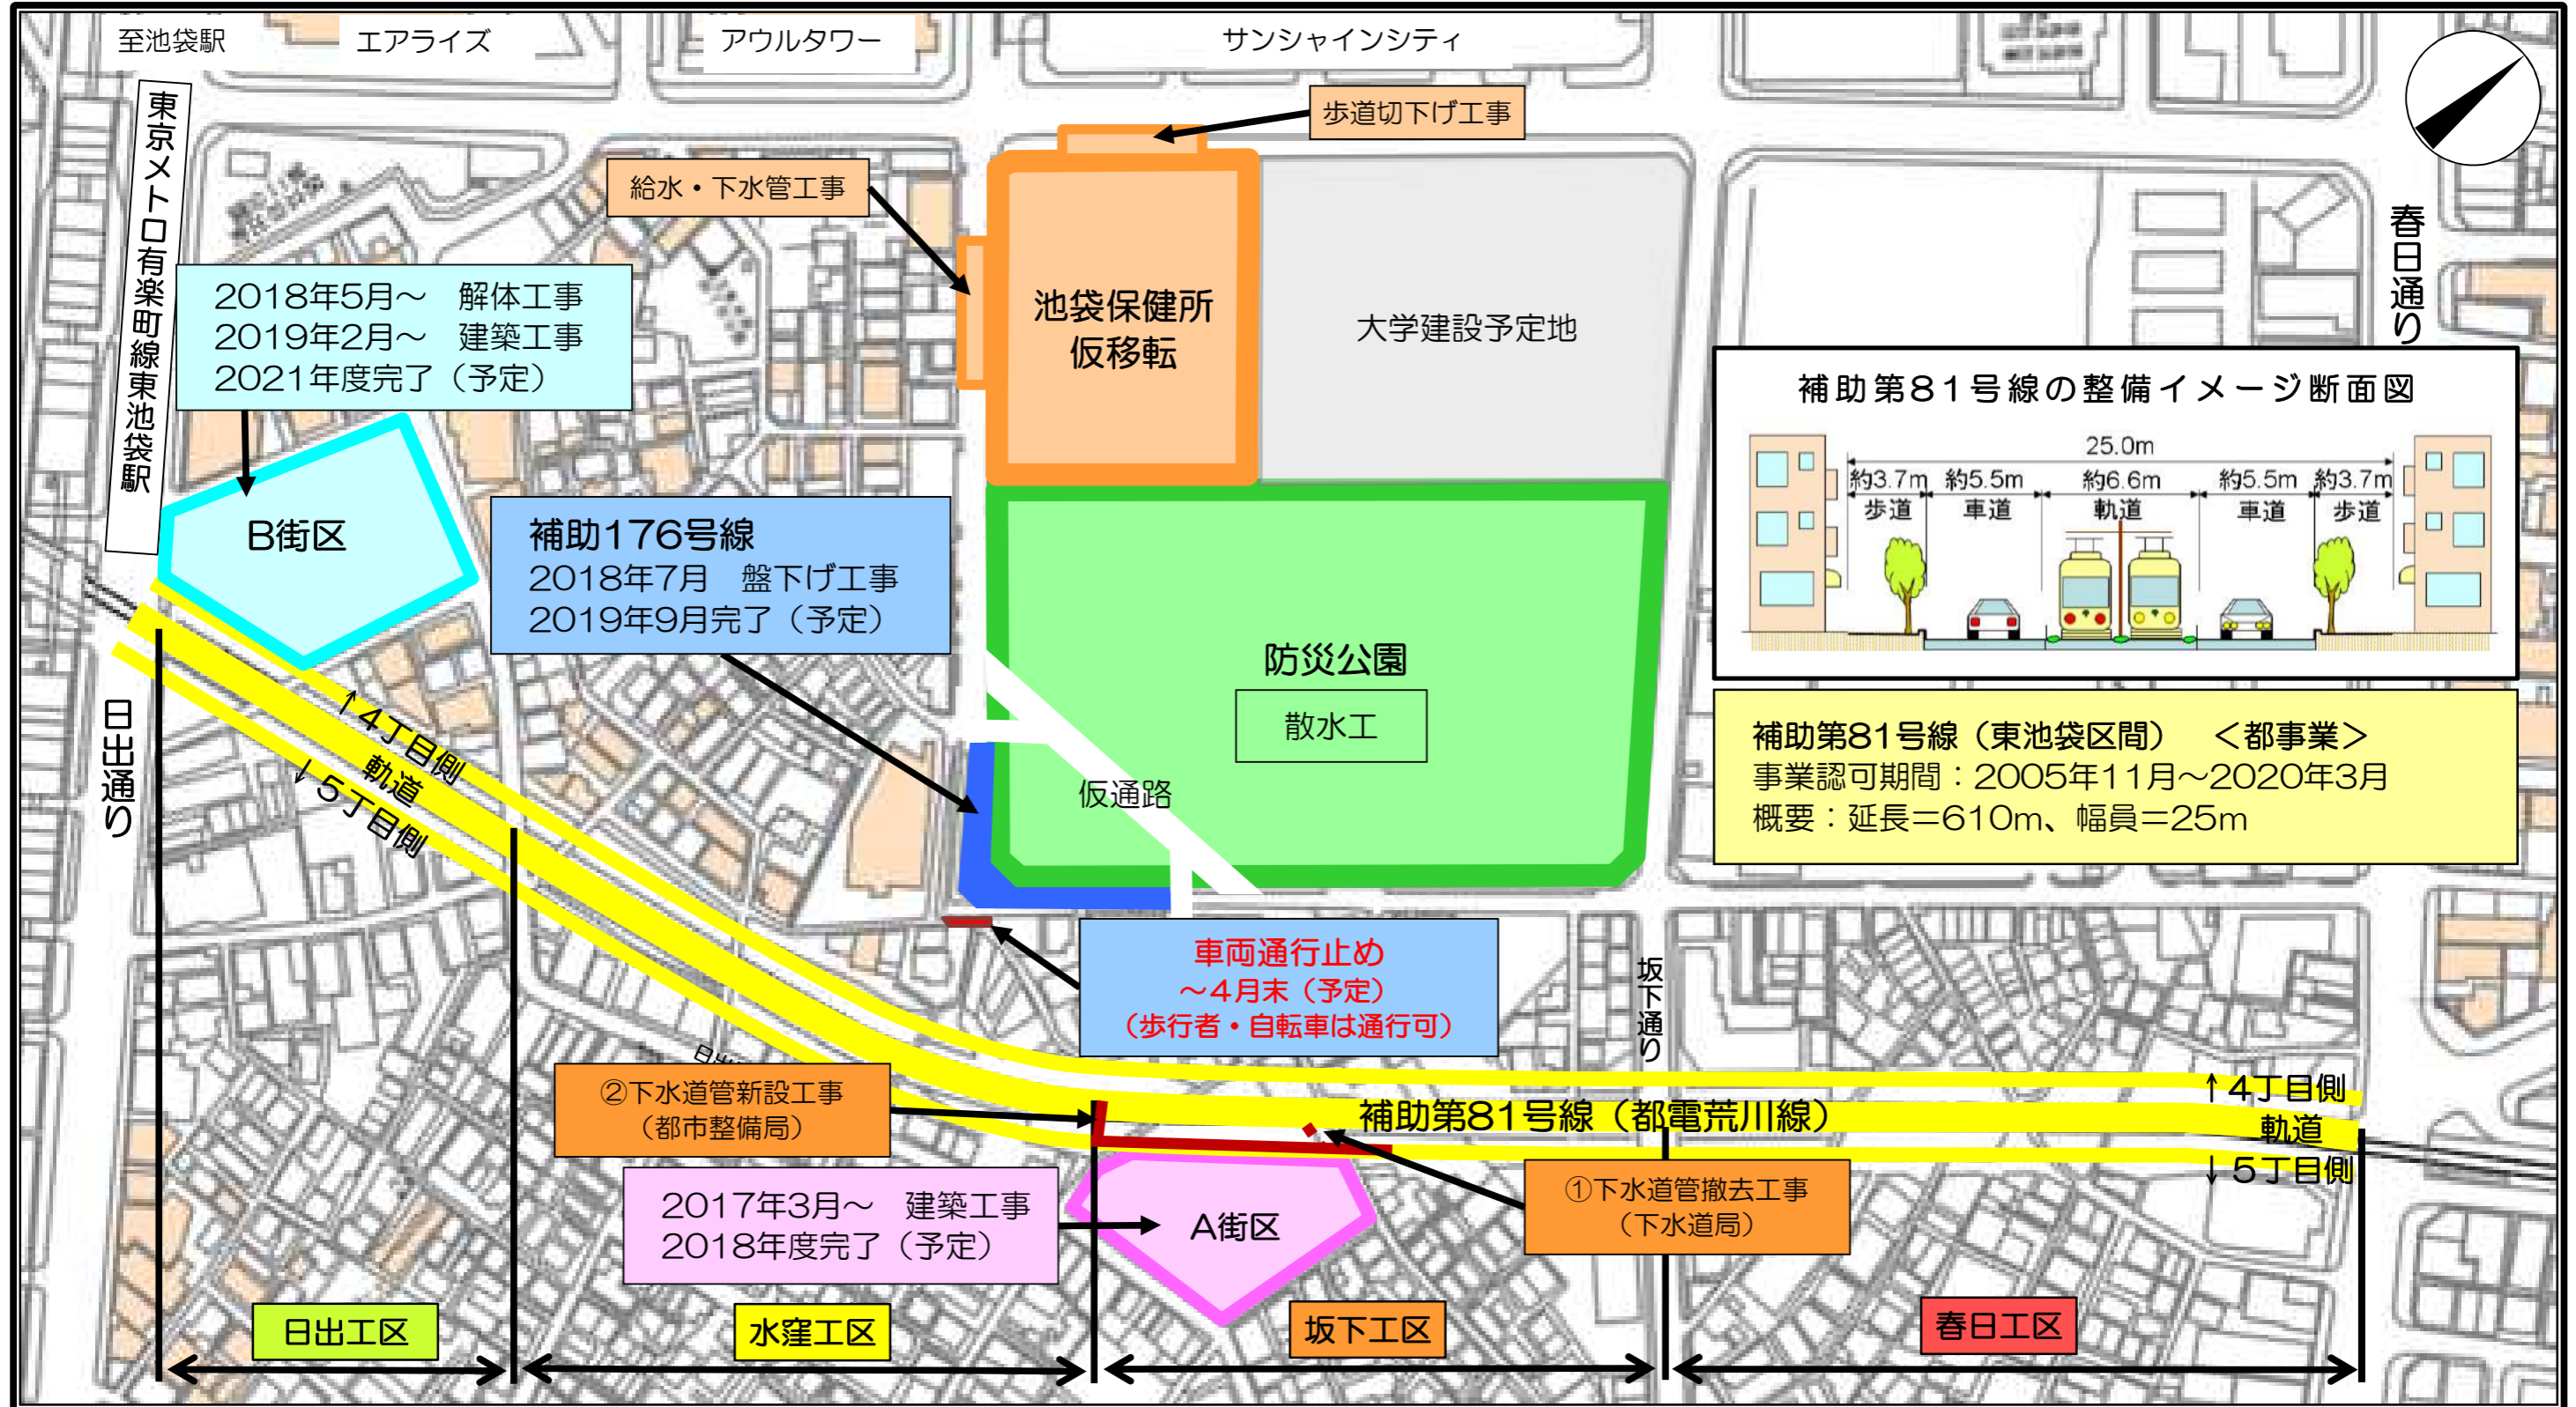 至池袋駅
エアライズ
アウルタワー
サンシャインシティ
東京メトロ有楽町線東池袋駅
歩道切下げ工事
給水・下水管工事
春日通り
2018年5月～　解体工事
2019年2月～　建築工事
2021年度完了（予定）
池袋保健所
仮移転
大学建設予定地
補助第81号線の整備イメージ断面図
25.0m
約3.7m 約5.5m 約6.6m 約5.5m 約3.7m
歩道 車道 軌道 車道 歩道
B街区
補助176号線
2018年7月　盤下げ工事
2019年9月完了（予定）
防災公園
散水工
仮通路
補助第81号線（東池袋区間）　＜都事業＞
事業認可期間：2005年11月～2020年3月
概要：延長＝610m、幅員＝25m
日出通り
↑4丁目側
軌道
↓5丁目側
車両通行止め
～4月末（予定）
（歩行者・自転車は通行可）
坂下通り
②下水道管新設工事
（都市整備局）
補助第81号線（都電荒川線）
↑4丁目側
軌道
↓5丁目側
①下水道管撤去工事
（下水道局）
2017年3月～　建築工事
2018年度完了（予定）
A街区
日出工区
水窪工区
坂下工区
春日工区